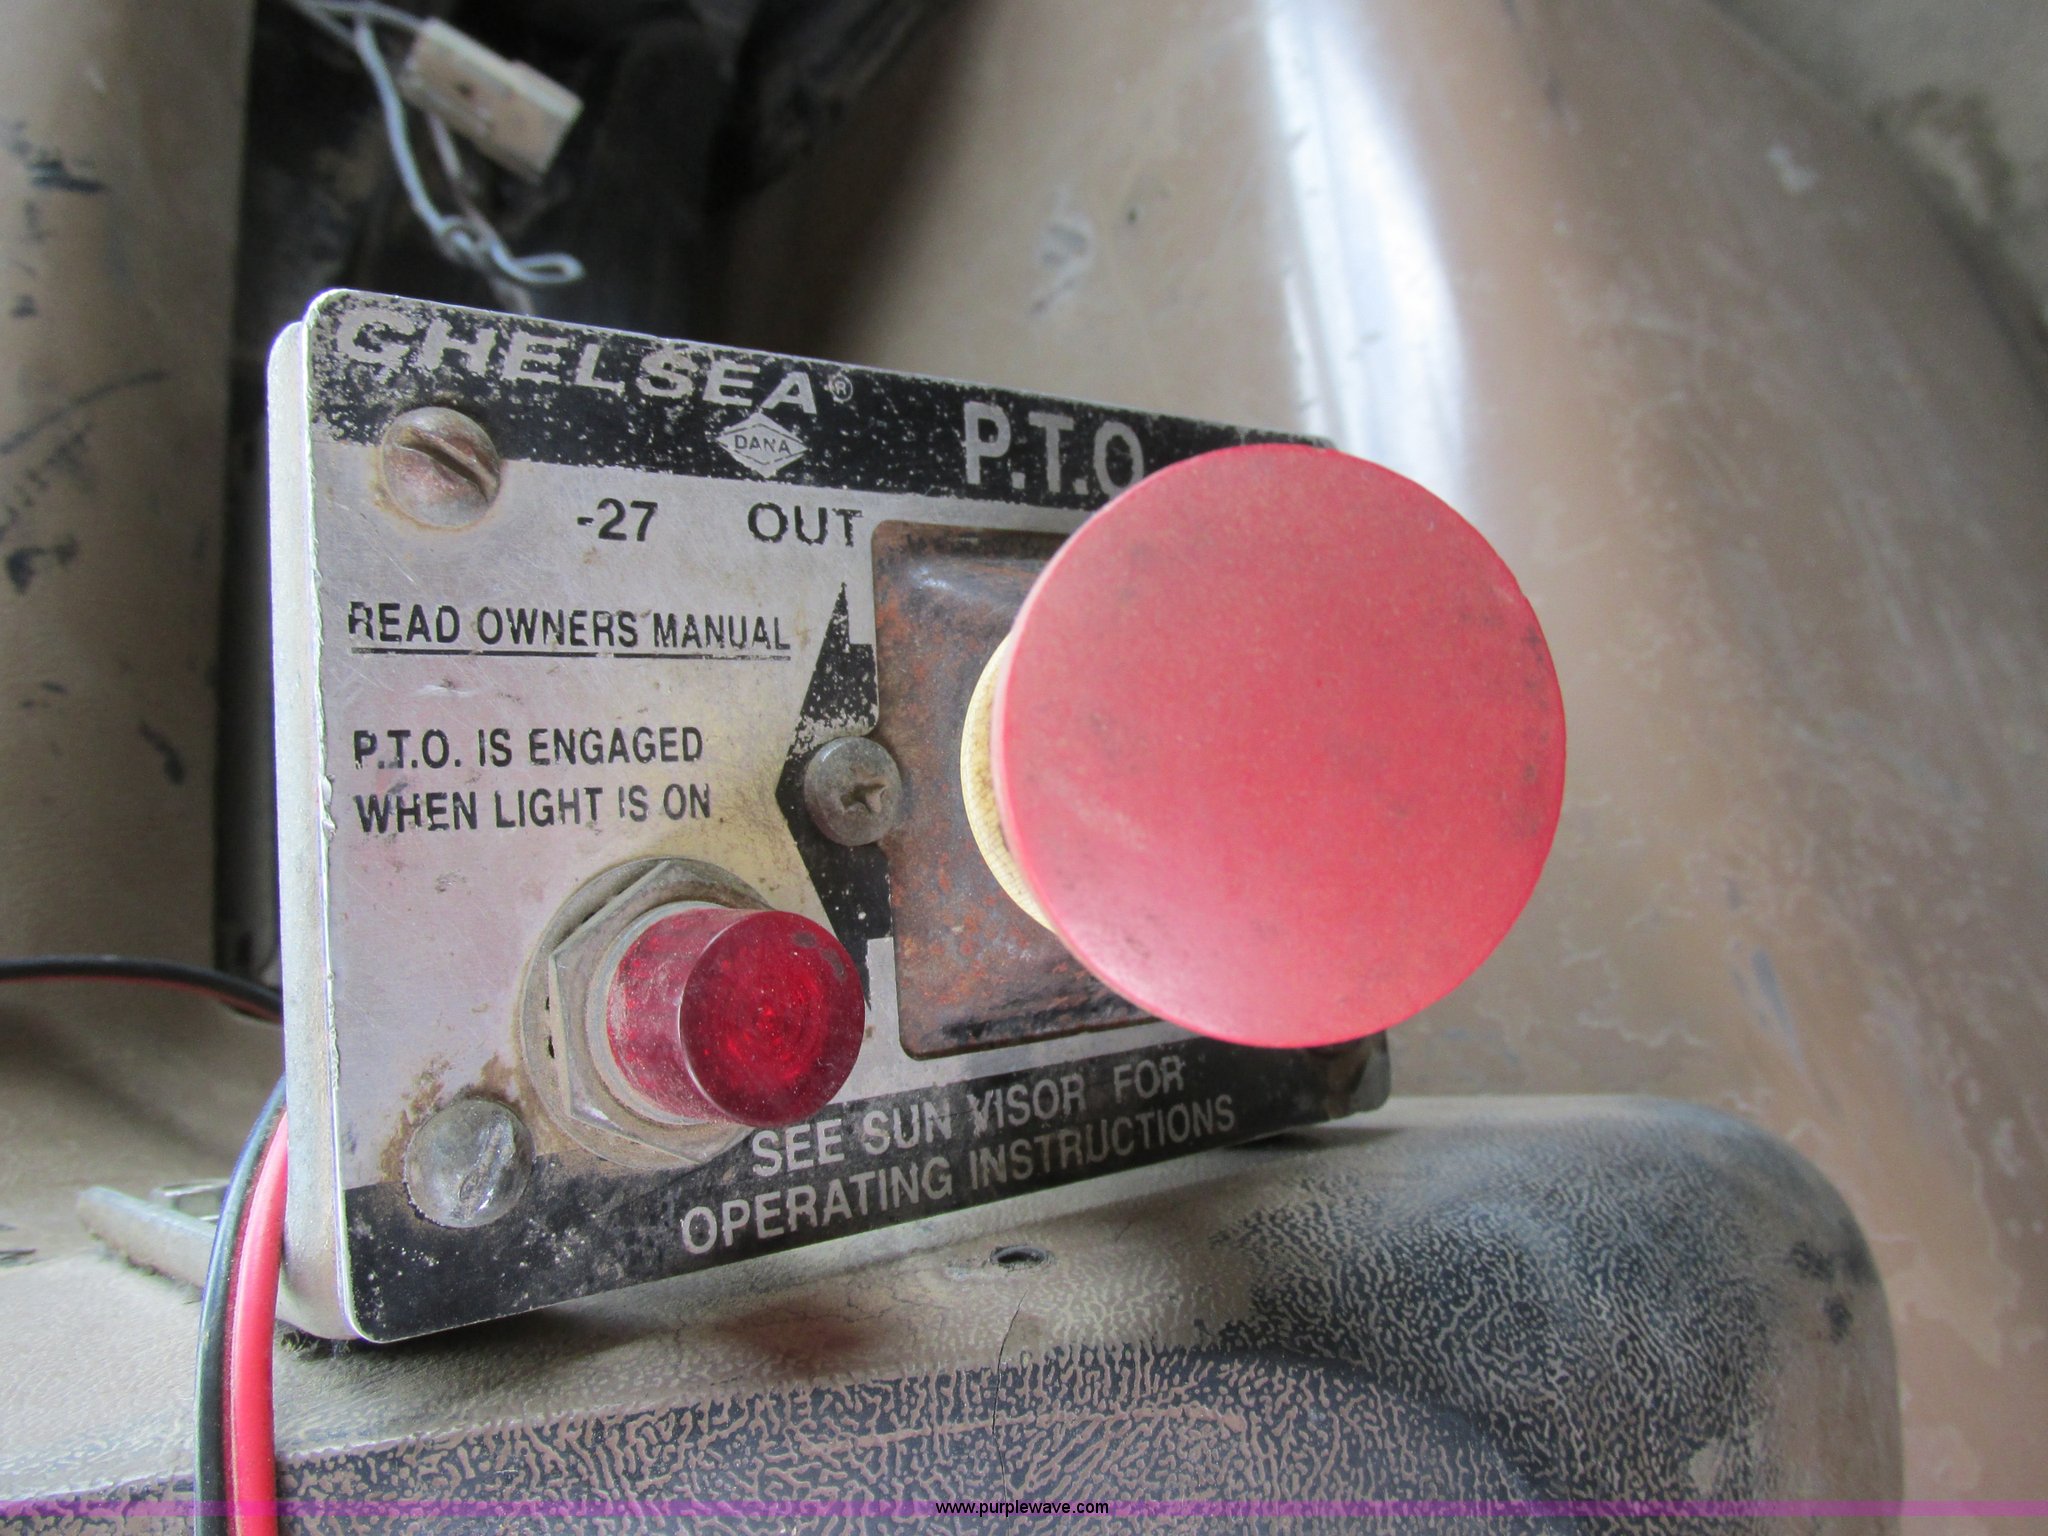 CHELSEA®
DANA
P.T.O.
-27 OUT
READ OWNERS MANUAL
P.T.O. IS ENGAGED
WHEN LIGHT IS ON
SEE SUN VISOR FOR
OPERATING INSTRUCTIONS
www.purplewave.com